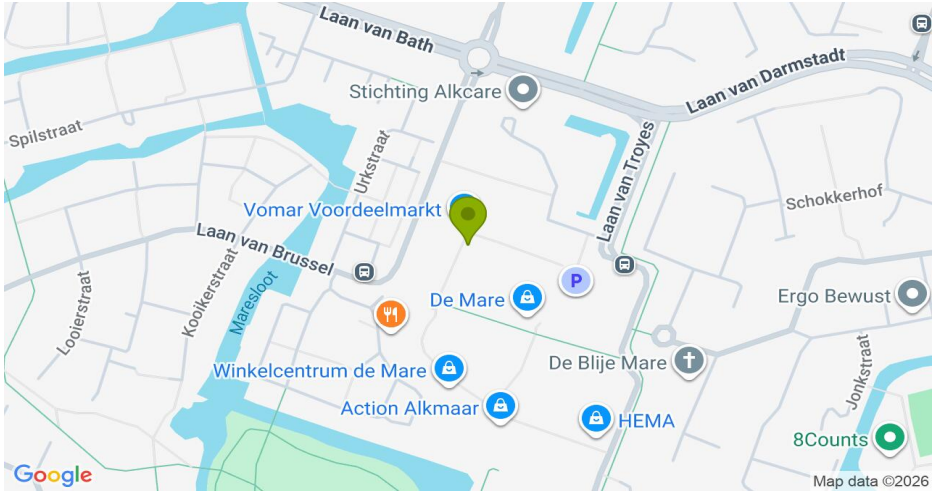 Laan van Bath
Laan van Darmstadt
Stichting Alkcare
Spilstraat
Urkstraat
Laan van Troyes
Schokkerhof
Vomar Voordeelmarkt
Laan van Brussel
Kooikerstraat
Looierstraat
Maresloot
P
De Mare
Ergo Bewust
Winkelcentrum de Mare
De Blije Mare
Jonkstraat
Action Alkmaar
HEMA
8Counts
Google
Map data ©2026